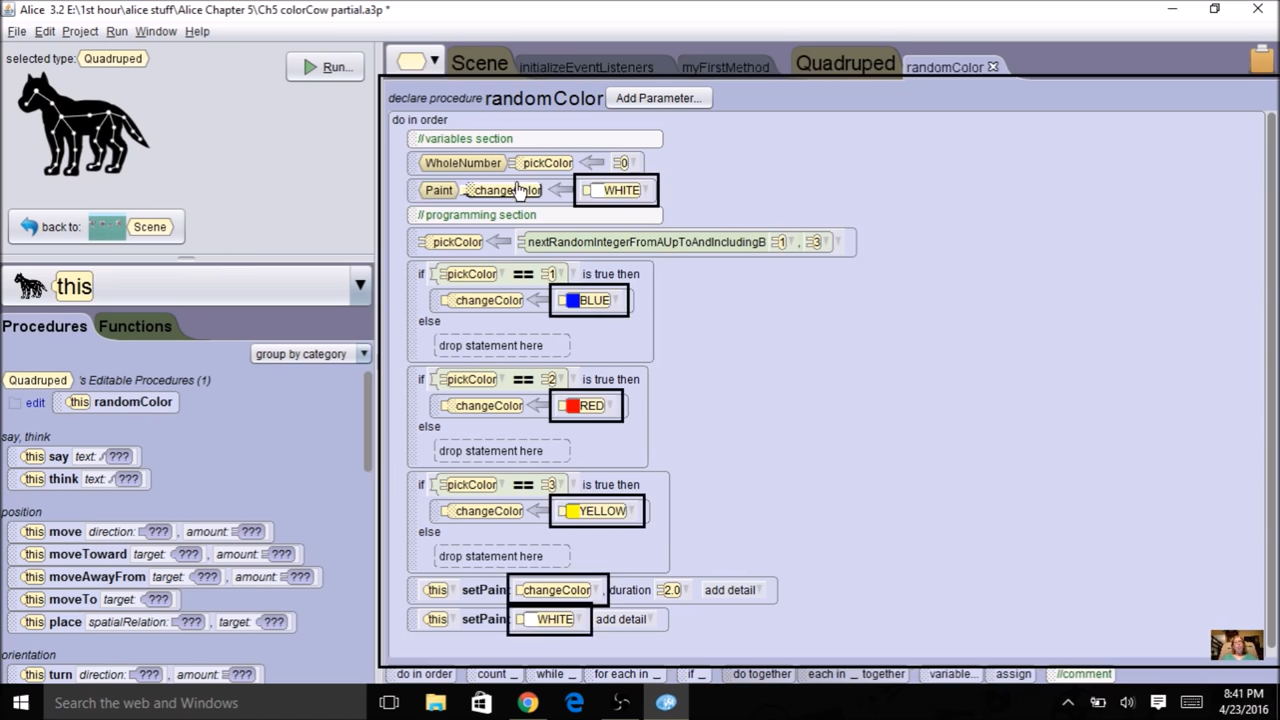 Alice 3.2 E:\1st hour\alice stuff\Alice Chapter 5\Ch5 colorCow partial.a3p *
File Edit Project Run Window Help
selected type: Quadruped
Run...
back to: Scene
this
Procedures Functions
group by category
Quadruped 's Editable Procedures (1)
edit this randomColor
say, think
this say text: ???
this think text: ???
position
this move direction: ??? , amount: ???
this moveToward target: ??? , amount: ???
this moveAwayFrom target: ??? , amount: ???
this moveTo target: ???
this place spatialRelation: ??? , target: ???
orientation
this turn direction: ??? , amount: ???
Scene initializeEventListeners myFirstMethod Quadruped randomColor
declare procedure randomColor Add Parameter...
do in order
//variables section
WholeNumber pickColor 0
Paint changeColor WHITE
//programming section
pickColor nextRandomIntegerFromAUpToAndIncludingB 1 , 3
if pickColor == 1 is true then
changeColor BLUE
else
drop statement here
if pickColor == 2 is true then
changeColor RED
else
drop statement here
if pickColor == 3 is true then
changeColor YELLOW
else
drop statement here
this setPaint changeColor , duration 2.0 add detail
this setPaint WHITE add detail
do in order count _ while _ for each in _ if _ do together each in _ together variable... assign //comment
Search the web and Windows
8:41 PM
4/23/2016